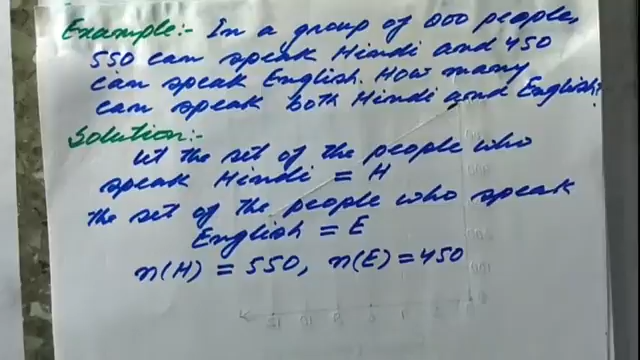 Example:- In a group of 800 people,
550 can speak Hindi and 450
can speak English. How many
can speak both Hindi and English?
Solution:-
Let the set of the people who
speak Hindi = H
the set of the people who speak
English = E
n(H) = 550, n(E) = 450